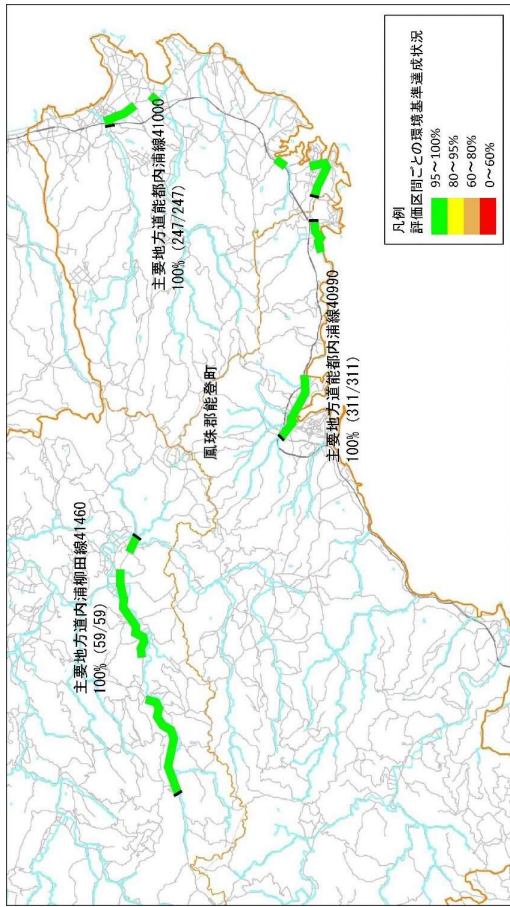 主要地方道内浦柳田線41460
100%（59/59）
主要地方道能都内浦線41000
100%（247/247）
鳳珠郡能登町
主要地方道能都内浦線40990
100%（311/311）
凡例
評価区間ごとの環境基準達成状況
95～100%
80～95%
60～80%
0～60%